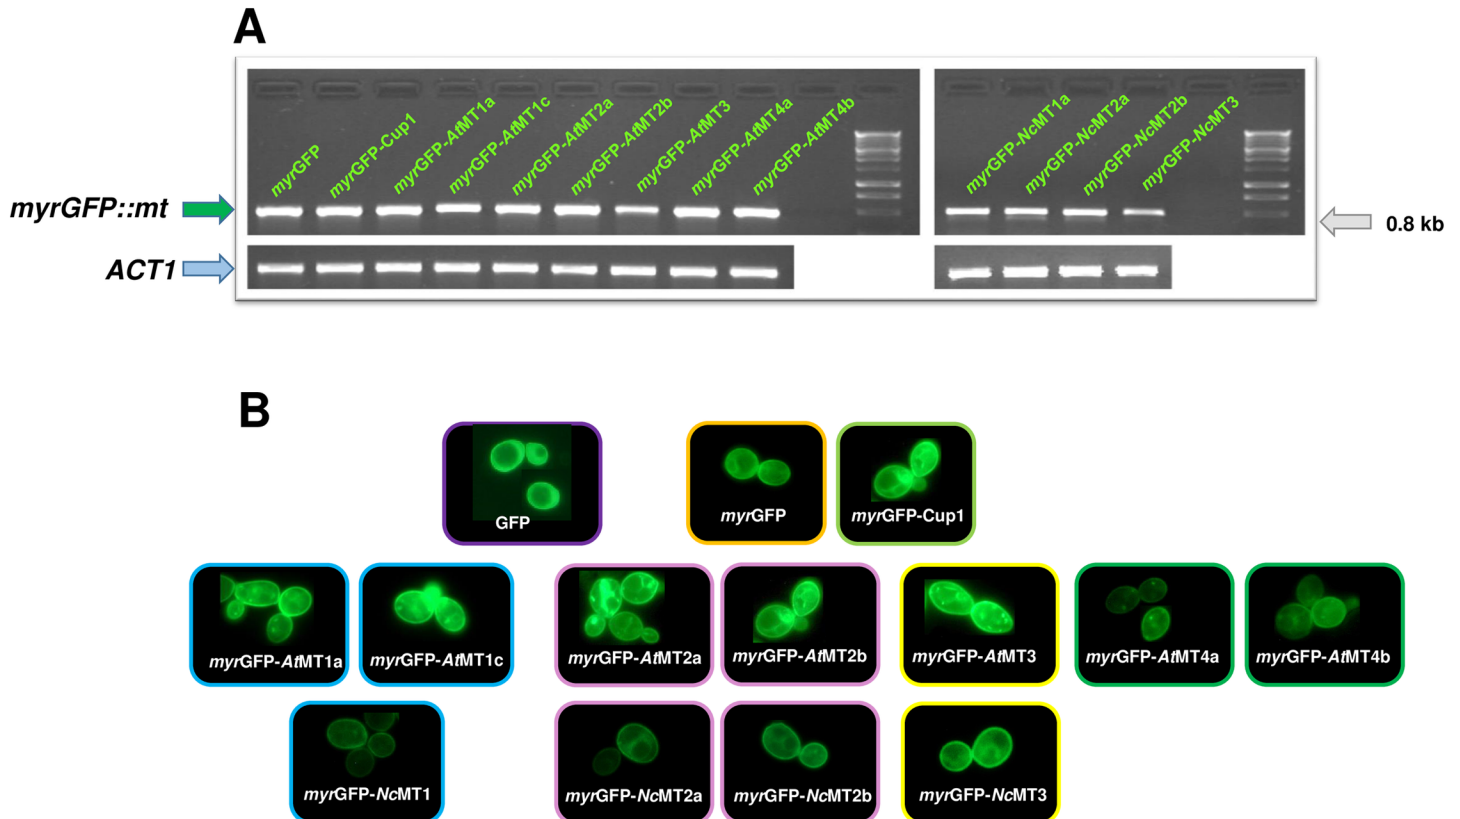 A
myrGFP
myrGFP-Cup1
myrGFP-AtMT1a
myrGFP-AtMT1c
myrGFP-AtMT2a
myrGFP-AtMT2b
myrGFP-AtMT3
myrGFP-AtMT4a
myrGFP-AtMT4b
myrGFP-NcMT1a
myrGFP-NcMT2a
myrGFP-NcMT2b
myrGFP-NcMT3
myrGFP::mt
0.8 kb
ACT1
B
GFP
myrGFP
myrGFP-Cup1
myrGFP-AtMT1a
myrGFP-AtMT1c
myrGFP-AtMT2a
myrGFP-AtMT2b
myrGFP-AtMT3
myrGFP-AtMT4a
myrGFP-AtMT4b
myrGFP-NcMT1
myrGFP-NcMT2a
myrGFP-NcMT2b
myrGFP-NcMT3